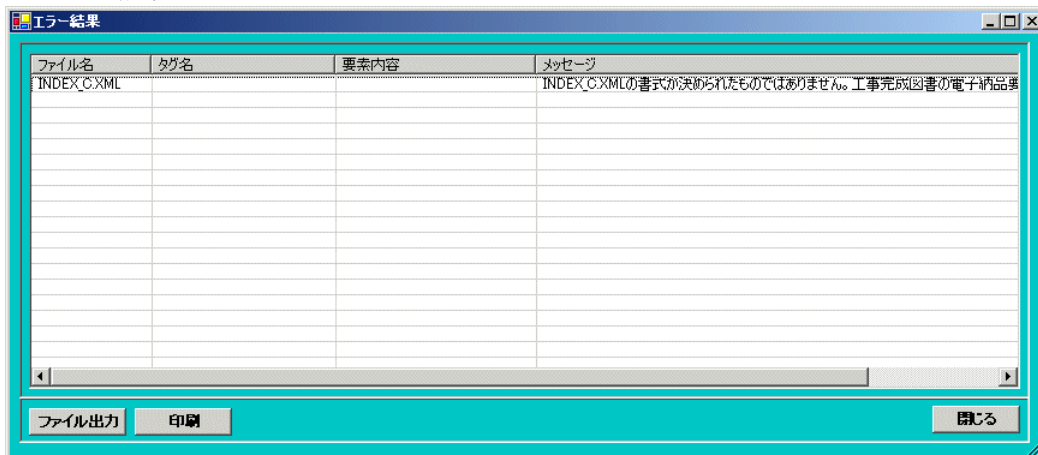 エラー結果
ファイル名 タグ名 要素内容 メッセージ
INDEX_C.XML INDEX_C.XMLの書式が決められたものではありません。工事完成図書の電子納品要
ファイル出力 印刷 閉じる